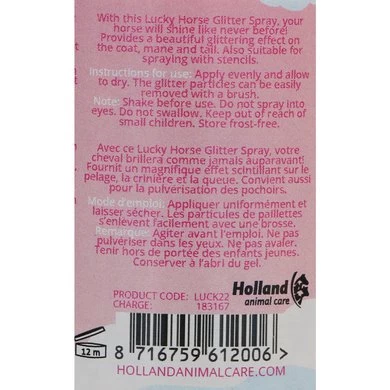 With this Lucky Horse Glitter Spray, your
horse will shine like never before!
Provides a beautiful glittering effect on
the coat, mane and tail. Also suitable for
spraying with stencils.
Instructions for use: Apply evenly and allow
to dry. The glitter particles can be easily
removed with a brush.
Note: Shake before use. Do not spray into
eyes. Do not swallow. Keep out of reach of
small children. Store frost-free.
Avec ce Lucky Horse Glitter Spray, votre
cheval brillera comme jamais auparavant!
Fournit un magnifique effet scintillant sur le
pelage, la crinière et la queue. Convient aussi
pour la pulverisation des pochoirs.
Mode d'emploi: Appliquer uniformément et
laisser sécher. Les particules de paillettes
s'enlèvent facilement avec une brosse.
Remarque: Agiter avant l'emploi. Ne pas
pulvériser dans les yeux. Ne pas avaler.
Tenir hors de portée des enfants jeunes.
Conserver à l'abri du gel.
Holland
animal care
PRODUCT CODE: LUCK22
CHARGE: 183167
12 m
8 716759 612006 >
HOLLANDANIMALCARE.COM